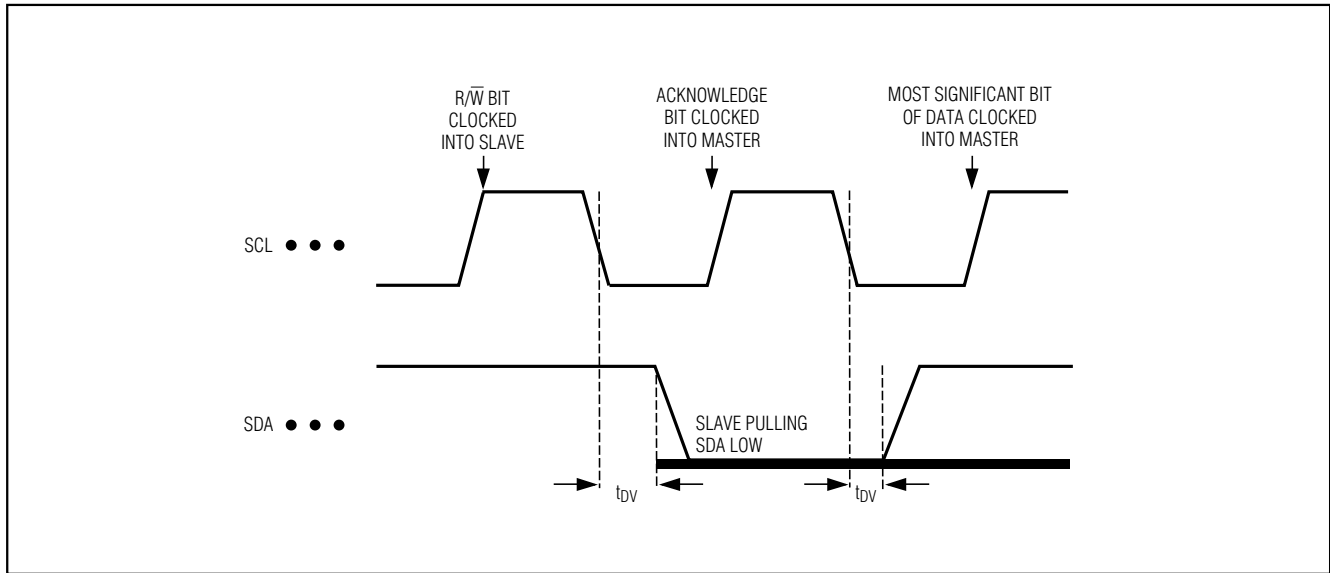 R/W̅ BIT
CLOCKED
INTO SLAVE
ACKNOWLEDGE
BIT CLOCKED
INTO MASTER
MOST SIGNIFICANT BIT
OF DATA CLOCKED
INTO MASTER
SCL
SDA
SLAVE PULLING
SDA LOW
tDV
tDV